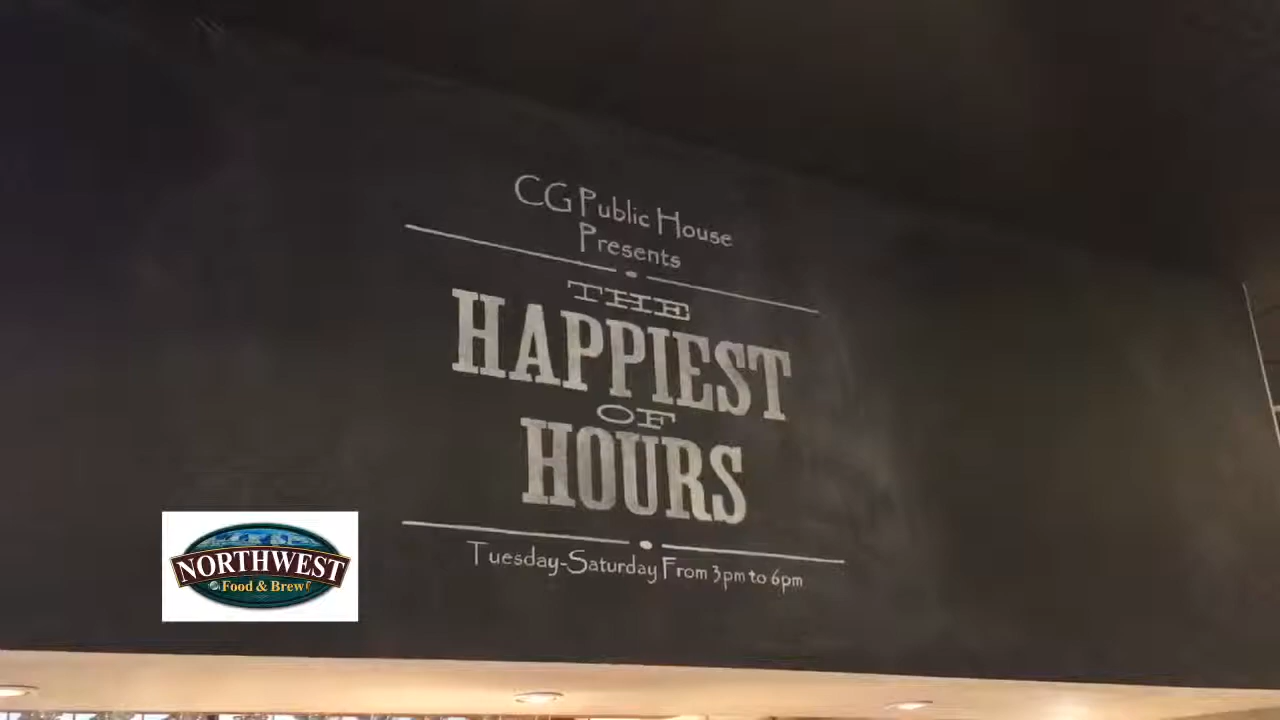 CG Public House
Presents
THE
HAPPIEST
OF
HOURS
Tuesday-Saturday From 3pm to 6pm
NORTHWEST
Food & Brew